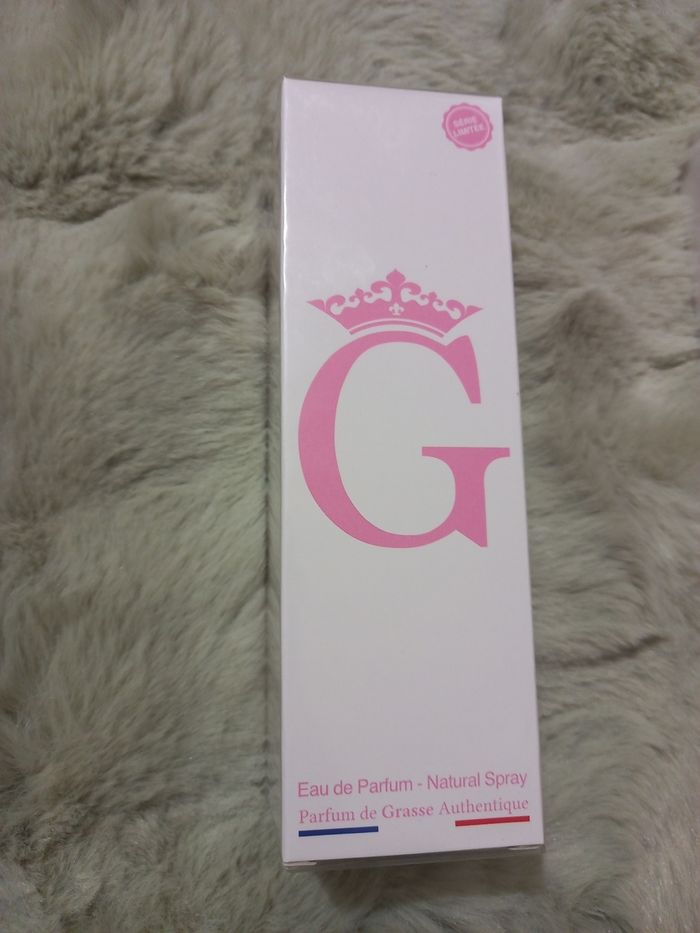 SÉRIE
LIMITÉE
G
Eau de Parfum - Natural Spray
Parfum de Grasse Authentique